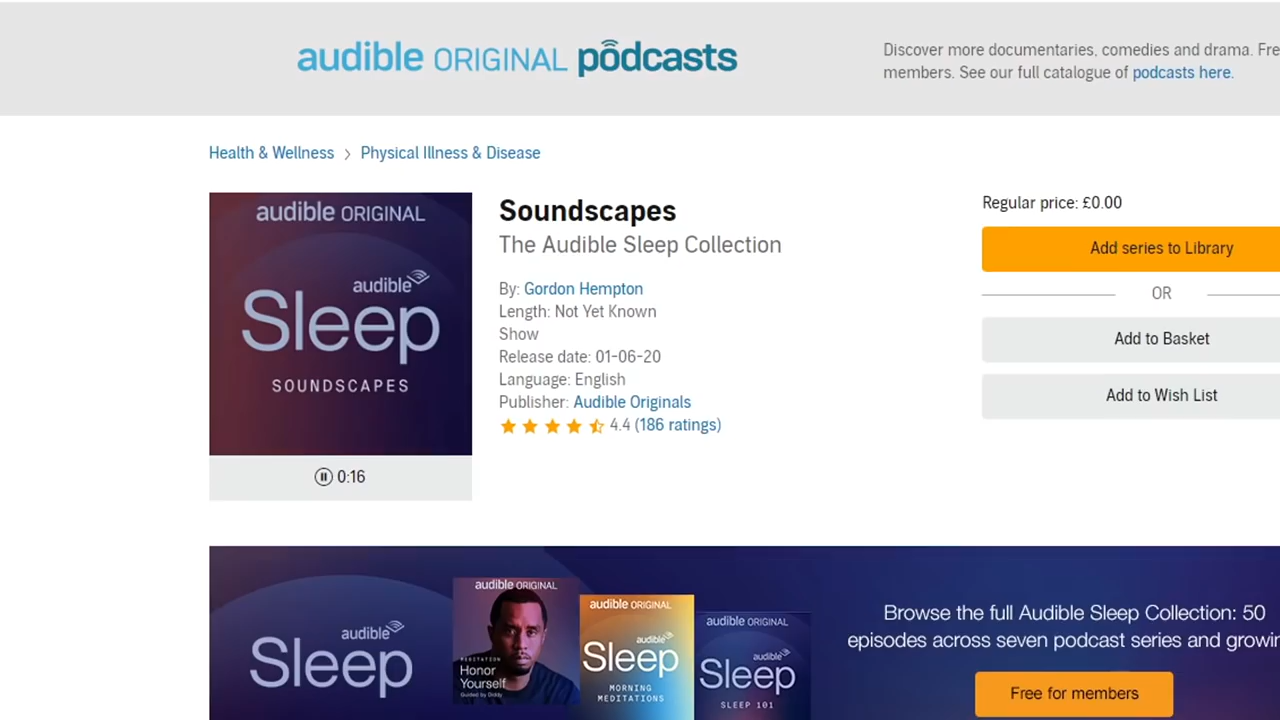 audible ORIGINAL podcasts
Discover more documentaries, comedies and drama. Fre
members. See our full catalogue of podcasts here.
Health & Wellness > Physical Illness & Disease
audible ORIGINAL
audible
Sleep
SOUNDSCAPES
0:16
Soundscapes
The Audible Sleep Collection
By: Gordon Hempton
Length: Not Yet Known
Show
Release date: 01-06-20
Language: English
Publisher: Audible Originals
4.4 (186 ratings)
Regular price: £0.00
Add series to Library
OR
Add to Basket
Add to Wish List
audible
Sleep
audible ORIGINAL
MEDITATION
Honor
Yourself
Guided by Diddy
audible ORIGINAL
audible
Sleep
MORNING
MEDITATIONS
audible ORIGINAL
audible
Sleep
SLEEP 101
Browse the full Audible Sleep Collection: 50
episodes across seven podcast series and growin
Free for members